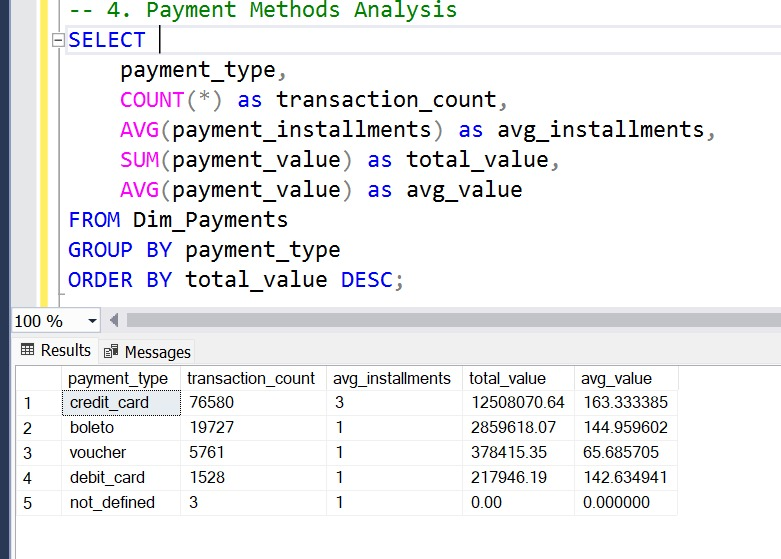 -- 4. Payment Methods Analysis
SELECT
payment_type,
COUNT(*) as transaction_count,
AVG(payment_installments) as avg_installments,
SUM(payment_value) as total_value,
AVG(payment_value) as avg_value
FROM Dim_Payments
GROUP BY payment_type
ORDER BY total_value DESC;
100 %
Results Messages
payment_type transaction_count avg_installments total_value avg_value
1 credit_card 76580 3 12508070.64 163.333385
2 boleto 19727 1 2859618.07 144.959602
3 voucher 5761 1 378415.35 65.685705
4 debit_card 1528 1 217946.19 142.634941
5 not_defined 3 1 0.00 0.000000